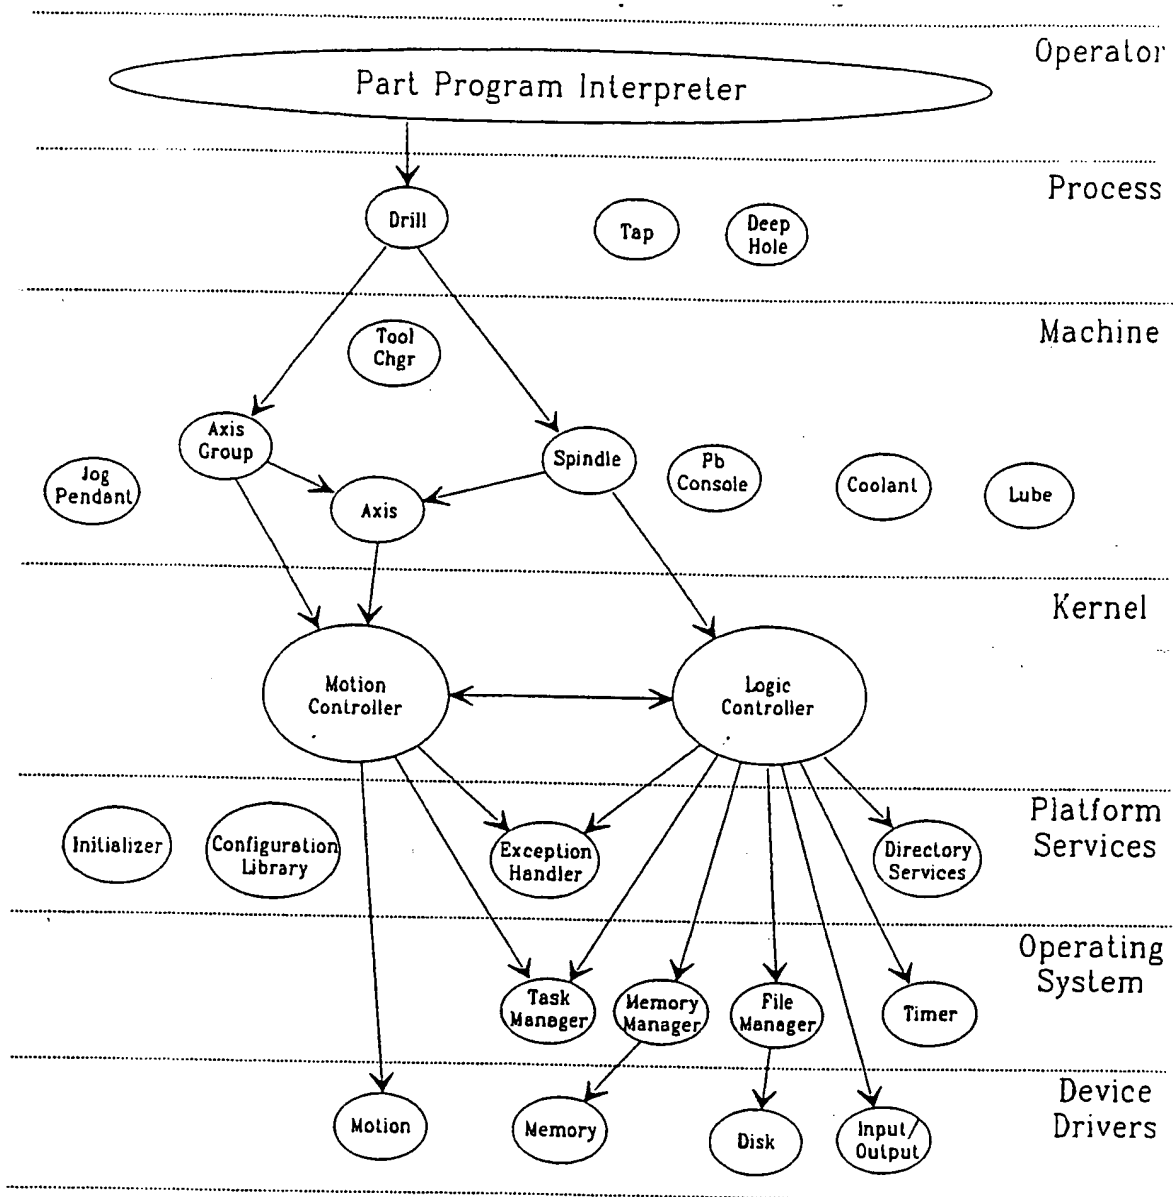 Operator
Part Program Interpreter
Process
Drill
Tap
Deep
Hole
Machine
Tool
Chgr
Axis
Group
Spindle
Pb
Console
Jog
Pendant
Coolant
Lube
Axis
Kernel
Motion
Controller
Logic
Controller
Platform
Services
Initializer
Configuration
Library
Exception
Handler
Directory
Services
Operating
System
Task
Manager
Memory
Manager
File
Manager
Timer
Device
Drivers
Motion
Memory
Disk
Input/
Output